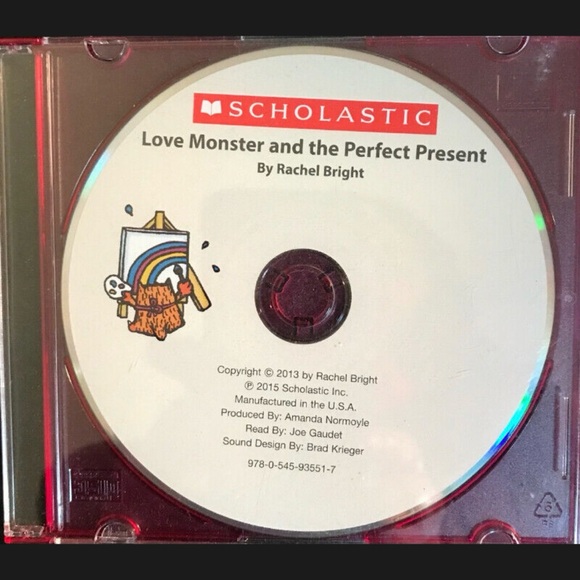 SCHOLASTIC
Love Monster and the Perfect Present
By Rachel Bright
Copyright © 2013 by Rachel Bright
℗ 2015 Scholastic Inc.
Manufactured in the U.S.A.
Produced By: Amanda Normoyle
Read By: Joe Gaudet
Sound Design By: Brad Krieger
978-0-545-93551-7